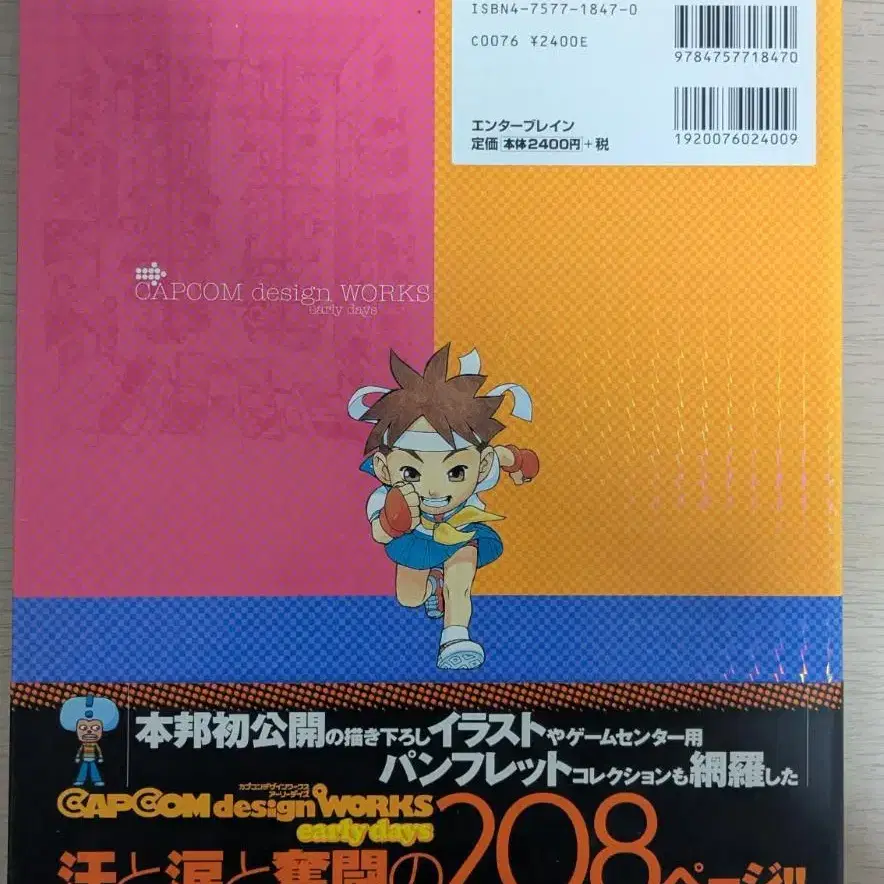 ISBN4-7577-1847-0
C0076 ¥2400E
9784757718470
エンターブレイン
定価 本体2400円+税
1920076024009
CAPCOM design WORKS
early days
本邦初公開の描き下ろしイラストやゲームセンター用
パンフレットコレクションも網羅した
カプコンデザインワークス
アーリーデイズ
CAPCOM design WORKS
early days
汗と涙と奮闘の208ページ!!